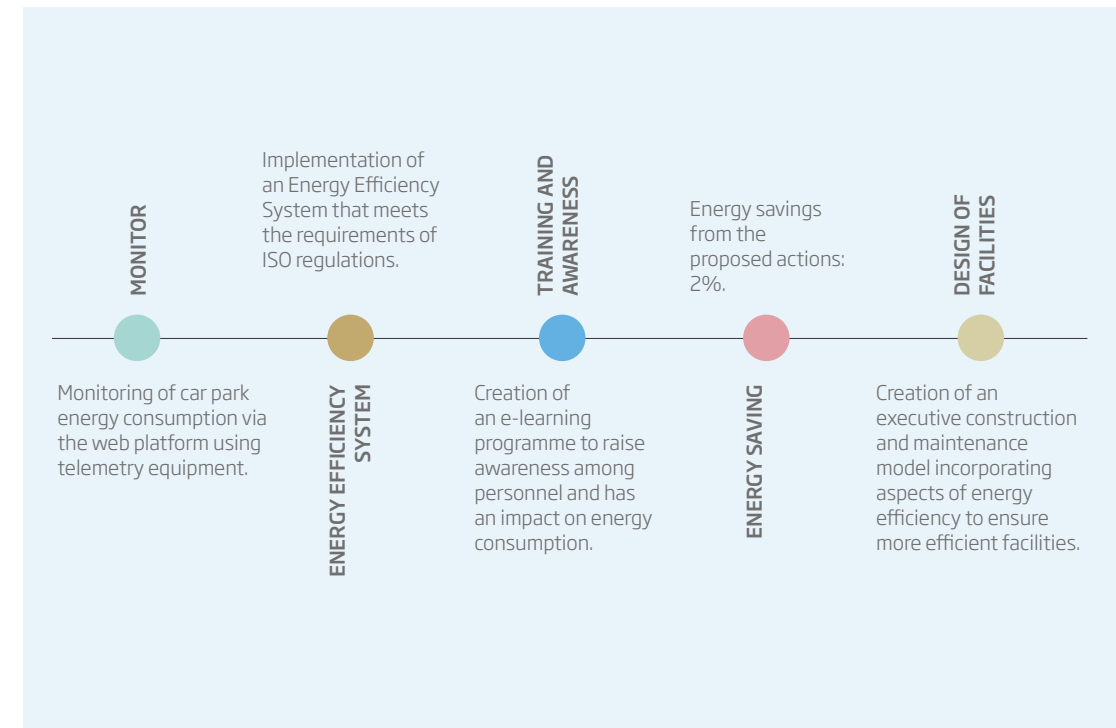 MONITOR
Monitoring of car park
energy consumption via
the web platform using
telemetry equipment.
Implementation of
an Energy Efficiency
System that meets
the requirements of
ISO regulations.
ENERGY EFFICIENCY
SYSTEM
TRAINING AND
AWARENESS
Creation of
an e-learning
programme to raise
awareness among
personnel and has
an impact on energy
consumption.
Energy savings
from the
proposed actions:
2%.
ENERGY SAVING
DESIGN OF
FACILITIES
Creation of an
executive construction
and maintenance
model incorporating
aspects of energy
efficiency to ensure
more efficient facilities.